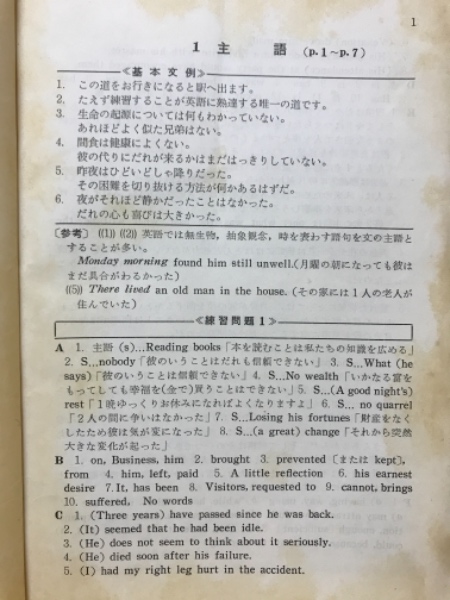 1
1 主 語 (p.1～p.7)
≪基本文例≫
1. この道をお行きになると駅へ出ます。
2. たえず練習することが英語に熟達する唯一の道です。
3. 生命の起源については何もわかっていない。
あれほどよく似た兄弟はない。
4. 間食は健康によくない。
彼の代りにだれが来るかはまだはっきりしていない。
5. 昨夜はひどいどしゃ降りだった。
その困難を切り抜ける方法が何かあるはずだ。
6. 夜がそれほど静かだったことはなかった。
だれの心も喜びは大きかった。
〔参考〕 ((1)) ((2)) 英語では無生物，抽象観念，時を表わす語句を文の主語と
することが多い。
Monday morning found him still unwell.(月曜の朝になっても彼は
まだ具合がわるかった)
((5)) There lived an old man in the house. (その家には1人の老人が
住んでいた)
≪練習問題1≫
A 1. 主語 (s)...Reading books「本を読むことは私たちの知識を広める」
2. S...nobody「彼のいうことはだれも信頼できない」 3. S...What (he
says)「彼のいうことは信頼できない」 4. S...No wealth「いかなる富を
もってしても幸福を(金で)買うことはできない」5. S...(A good night's)
rest「1晩ゆっくりお休みになればよくなりますよ」 6. S... no quarrel
「2人の間に争いはなかった」 7. S...Losing his fortunes「財産をなく
したため彼は気が変になった」 8. S...(a great) change「それから突然
大きな変化が起った」
B 1. on, Business, him 2. brought 3. prevented〔または kept〕,
from 4. him, left, paid 5. A little reflection 6. his earnest
desire 7. It, has been 8. Visitors, requested to 9. cannot, brings
10. suffered, No words
C 1. (Three years) have passed since he was back.
2. (It) seemed that he had been idle.
3. (He) does not seem to think about it seriously.
4. (He) died soon after his failure.
5. (I) had my right leg hurt in the accident.